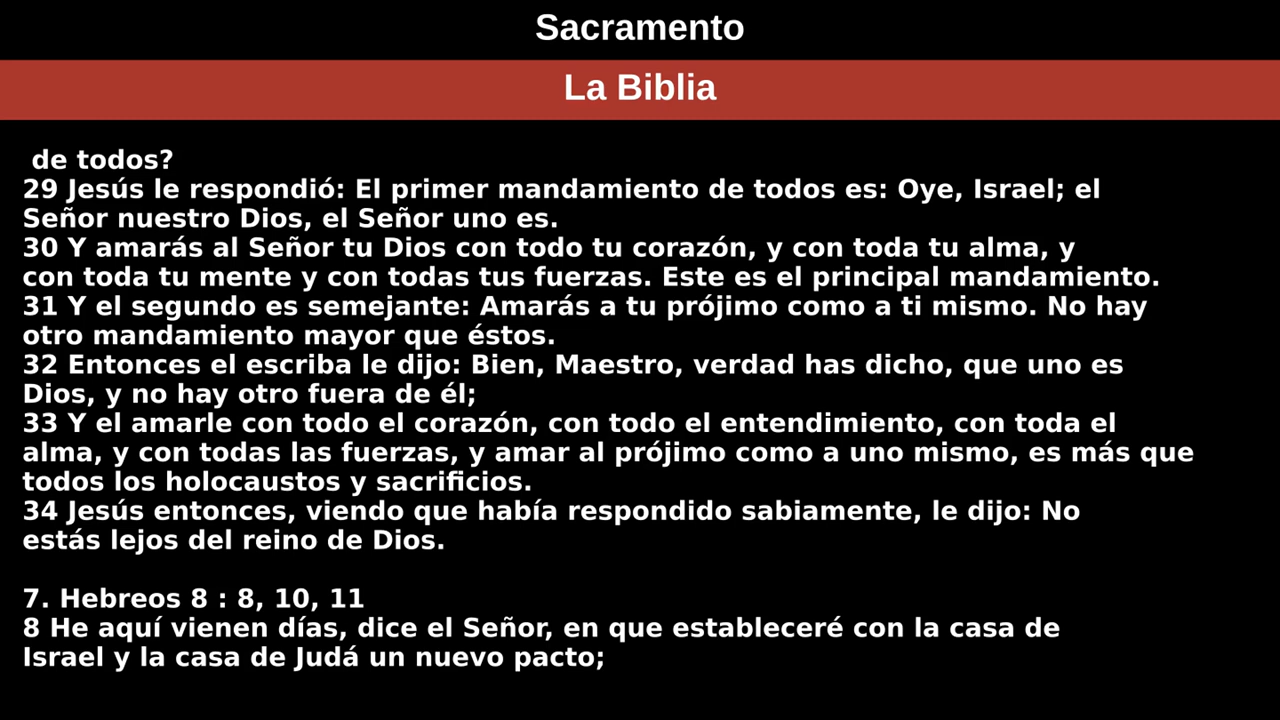 Sacramento
La Biblia
de todos?
29 Jesús le respondió: El primer mandamiento de todos es: Oye, Israel; el
Señor nuestro Dios, el Señor uno es.
30 Y amarás al Señor tu Dios con todo tu corazón, y con toda tu alma, y
con toda tu mente y con todas tus fuerzas. Este es el principal mandamiento.
31 Y el segundo es semejante: Amarás a tu prójimo como a ti mismo. No hay
otro mandamiento mayor que éstos.
32 Entonces el escriba le dijo: Bien, Maestro, verdad has dicho, que uno es
Dios, y no hay otro fuera de él;
33 Y el amarle con todo el corazón, con todo el entendimiento, con toda el
alma, y con todas las fuerzas, y amar al prójimo como a uno mismo, es más que
todos los holocaustos y sacrificios.
34 Jesús entonces, viendo que había respondido sabiamente, le dijo: No
estás lejos del reino de Dios.
7. Hebreos 8 : 8, 10, 11
8 He aquí vienen días, dice el Señor, en que estableceré con la casa de
Israel y la casa de Judá un nuevo pacto;